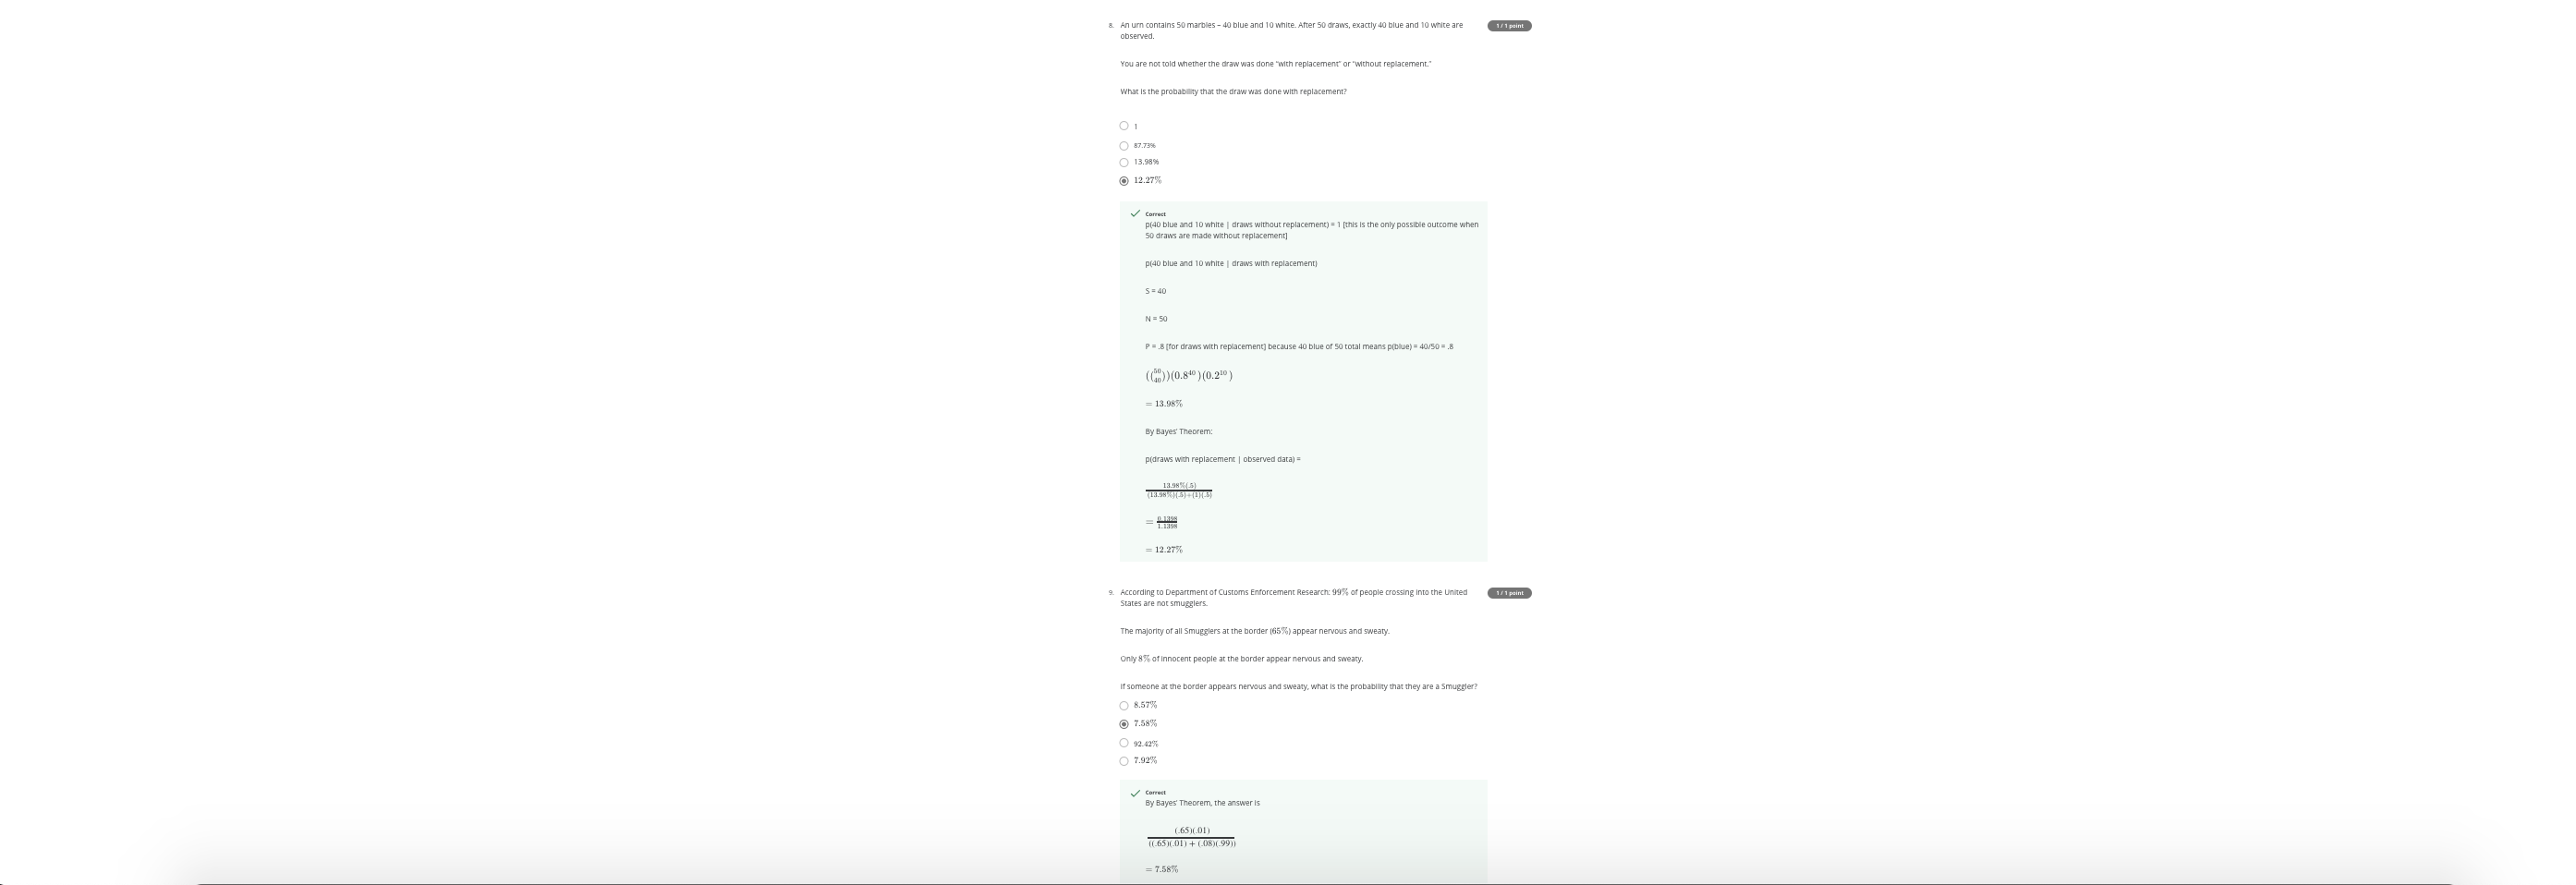 8. An urn contains 50 marbles – 40 blue and 10 white. After 50 draws, exactly 40 blue and 10 white are
observed.
1 / 1 point
You are not told whether the draw was done "with replacement" or "without replacement."
What is the probability that the draw was done with replacement?
1
87.73%
13.98%
12.27%
Correct
p(40 blue and 10 white | draws without replacement) = 1 [this is the only possible outcome when
50 draws are made without replacement]
p(40 blue and 10 white | draws with replacement)
S = 40
N = 50
P = .8 [for draws with replacement] because 40 blue of 50 total means p(blue) = 40/50 = .8
((50 40))(0.8^40)(0.2^10)
= 13.98%
By Bayes' Theorem:
p(draws with replacement | observed data) =
13.98%(.5)
(13.98%)(.5)+(1)(.5)
= 0.1398
1.1398
= 12.27%
9. According to Department of Customs Enforcement Research: 99% of people crossing into the United
States are not smugglers.
1 / 1 point
The majority of all Smugglers at the border (65%) appear nervous and sweaty.
Only 8% of innocent people at the border appear nervous and sweaty.
If someone at the border appears nervous and sweaty, what is the probability that they are a Smuggler?
8.57%
7.58%
92.42%
7.92%
Correct
By Bayes' Theorem, the answer is
(.65)(.01)
((.65)(.01) + (.08)(.99))
= 7.58%